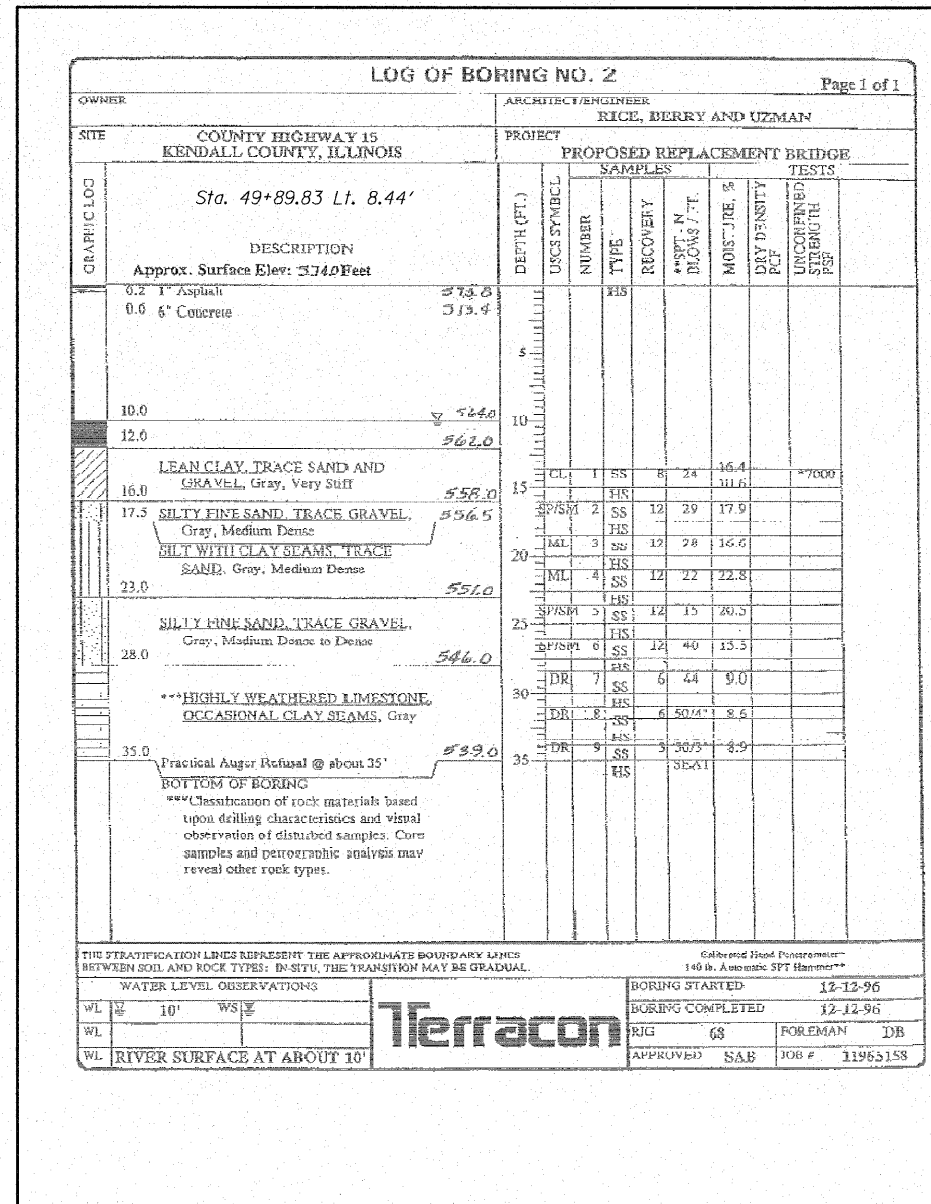 LOG OF BORING NO. 2
Page 1 of 1
OWNER
ARCHITECT/ENGINEER
RICE, BERRY AND UZMAN
SITE
COUNTY HIGHWAY 15
KENDALL COUNTY, ILLINOIS
PROJECT
PROPOSED REPLACEMENT BRIDGE
GRAPHIC LOG
Sta. 49+89.83 Lt. 8.44'
DESCRIPTION
Approx. Surface Elev: 574.0 Feet
DEPTH (FT.)
USCS SYMBOL
SAMPLES
NUMBER
TYPE
RECOVERY
**SPT - N
BLOWS / FT.
TESTS
MOISTURE, %
DRY DENSITY
PCF
UNCONFINED
STRENGTH
PSF
0.2 1" Asphalt 573.8
HS
0.6 6" Concrete 573.4
5
10.0 564.0
10
12.0 562.0
LEAN CLAY, TRACE SAND AND
GRAVEL, Gray, Very Stiff
CL 1 SS 8 24 16.4 *7000
10.6
16.0 558.0
15
HS
17.5 SILTY FINE SAND, TRACE GRAVEL, 556.5
Gray, Medium Dense
SP/SM 2 SS 12 29 17.9
HS
SILT WITH CLAY SEAMS, TRACE
SAND, Gray, Medium Dense
ML 3 SS 12 28 16.6
20
HS
23.0 551.0
ML 4 SS 12 22 22.8
HS
SILTY FINE SAND, TRACE GRAVEL,
Gray, Medium Dense to Dense
SP/SM 5 SS 12 15 20.5
25
HS
28.0 546.0
SP/SM 6 SS 12 40 15.5
HS
***HIGHLY WEATHERED LIMESTONE,
OCCASIONAL CLAY SEAMS, Gray
DR 7 SS 6 44 9.0
30
HS
DR 8 SS 6 50/4" 8.6
HS
35.0 539.0
DR 9 SS 3 50/3" 8.9
35
HS
SEAT
Practical Auger Refusal @ about 35'
BOTTOM OF BORING
***Classification of rock materials based
upon drilling characteristics and visual
observation of disturbed samples. Core
samples and petrographic analysis may
reveal other rock types.
THE STRATIFICATION LINES REPRESENT THE APPROXIMATE BOUNDARY LINES
BETWEEN SOIL AND ROCK TYPES: IN-SITU, THE TRANSITION MAY BE GRADUAL.
Calibrated Hand Penetrometer*
140 lb. Automatic SPT Hammer**
WATER LEVEL OBSERVATIONS
WL 10' WS
WL
WL RIVER SURFACE AT ABOUT 10'
Terracon
BORING STARTED 12-12-96
BORING COMPLETED 12-12-96
RIG 68 FOREMAN DB
APPROVED SAB JOB # 11965158